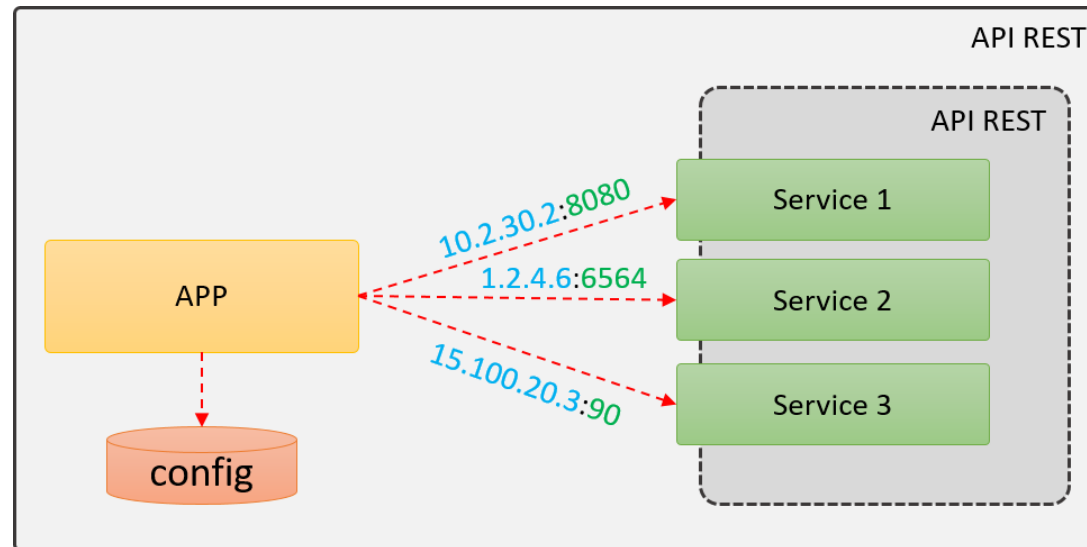 API REST
API REST
Service 1
10.2.30.2:8080
1.2.4.6:6564
Service 2
APP
15.100.20.3:90
Service 3
config